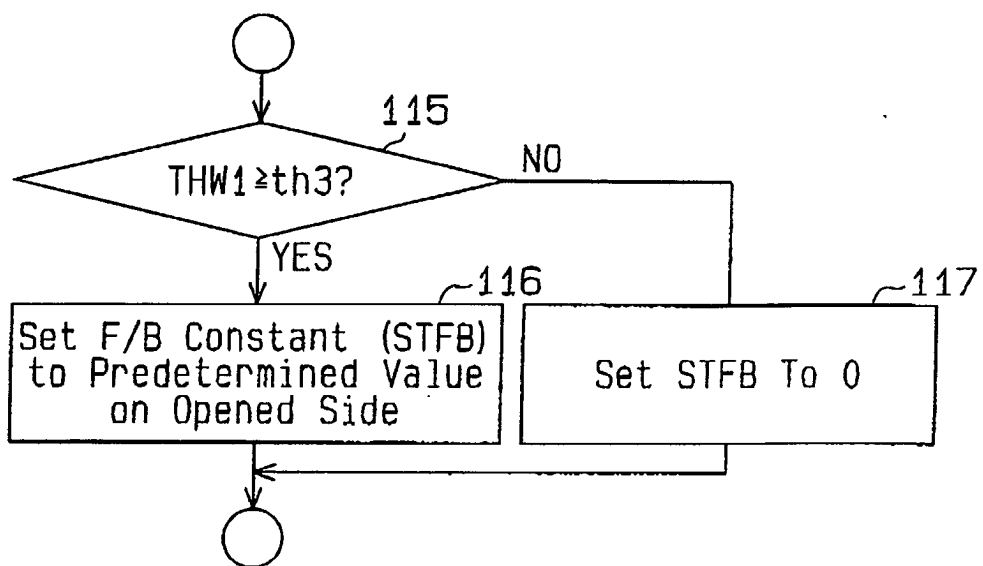 115
THW1≧th3?
NO
YES
116
Set F/B Constant (STFB)
to Predetermined Value
on Opened Side
117
Set STFB To 0